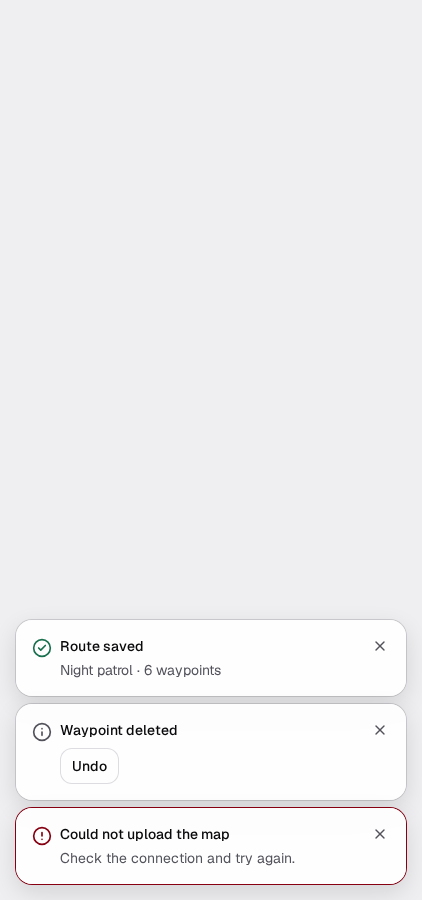 Route saved
Night patrol · 6 waypoints
Waypoint deleted
Undo
Could not upload the map
Check the connection and try again.